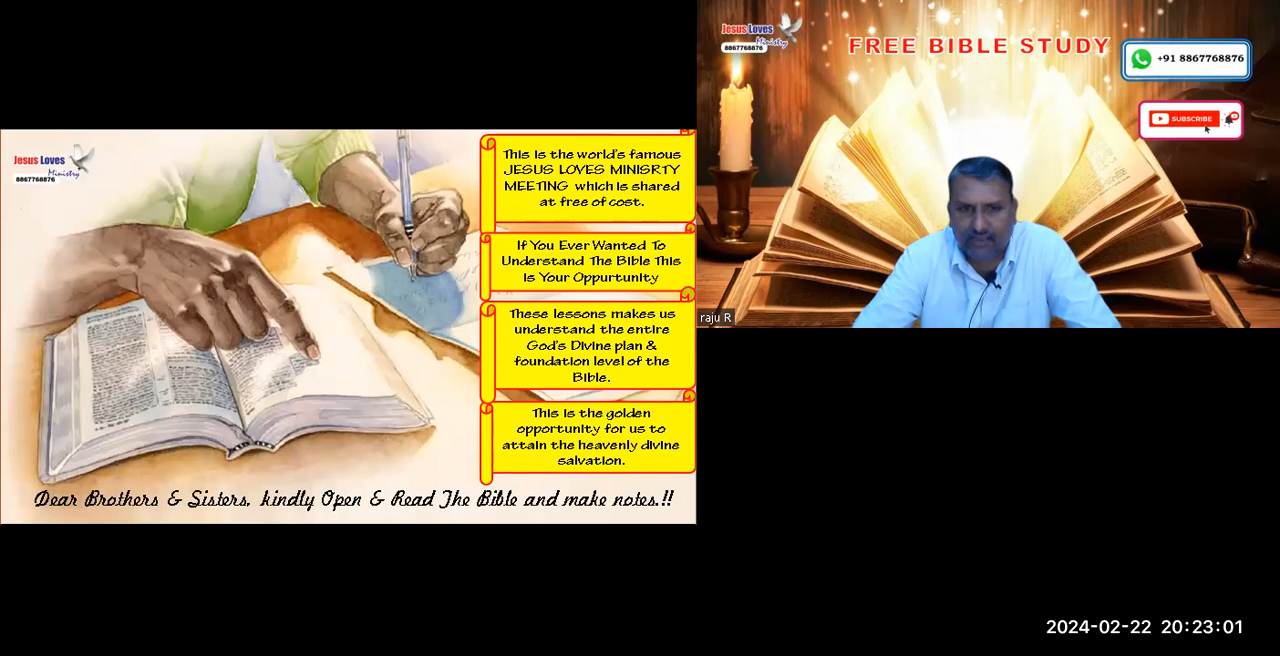 Jesus Loves
Ministry
8867768876
This is the world's famous
JESUS LOVES MINISRTY
MEETING which is shared
at free of cost.
If You Ever Wanted To
Understand The Bible This
is Your Oppurtunity
These lessons makes us
understand the entire
God's Divine plan &
foundation level of the
Bible.
This is the golden
opportunity for us to
attain the heavenly divine
salvation.
Dear Brothers & Sisters, kindly Open & Read The Bible and make notes.!!
Jesus Loves
Ministry
8867768876
FREE BIBLE STUDY
+91 8867768876
SUBSCRIBE
raju R
2024-02-22 20:23:01